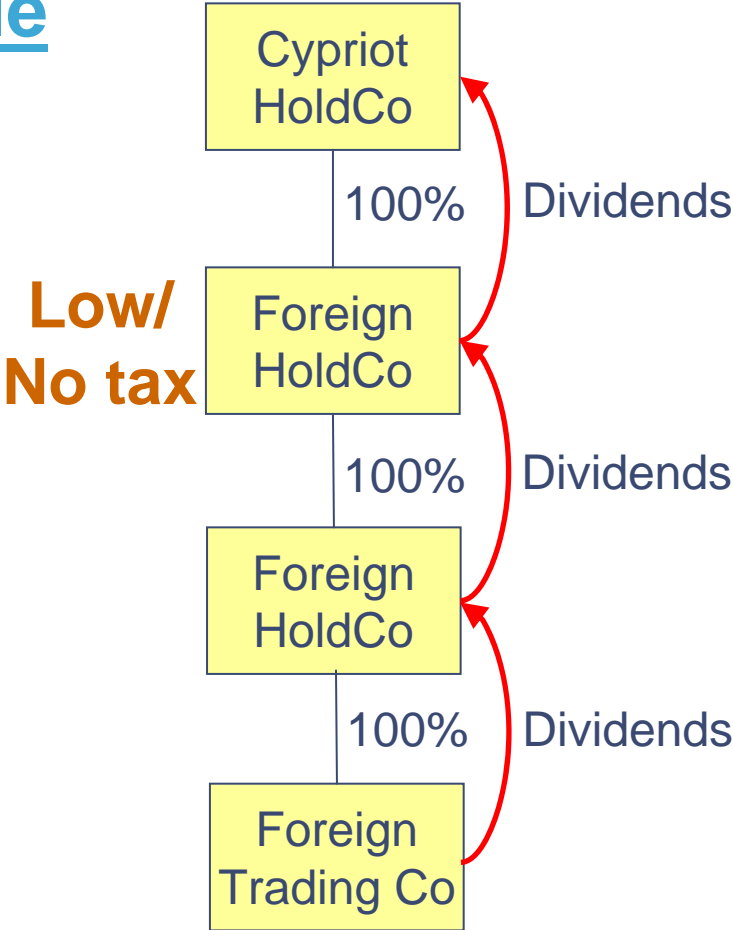 Cypriot
HoldCo
100%
Dividends
Low/
No tax
Foreign
HoldCo
100%
Dividends
Foreign
HoldCo
100%
Dividends
Foreign
Trading Co